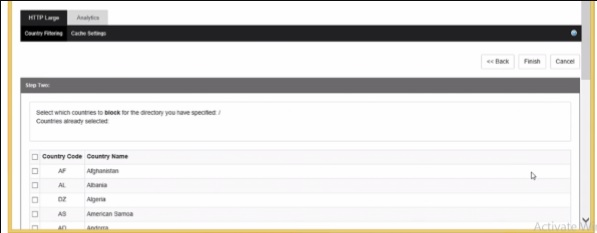 HTTP Large Analytics
Country Filtering Cache Settings
<< Back Finish Cancel
Step Two:
Select which countries to block for the directory you have specified: /
Countries already selected:
Country Code Country Name
AF Afghanistan
AL Albania
DZ Algeria
AS American Samoa
AD Andorra
Activate